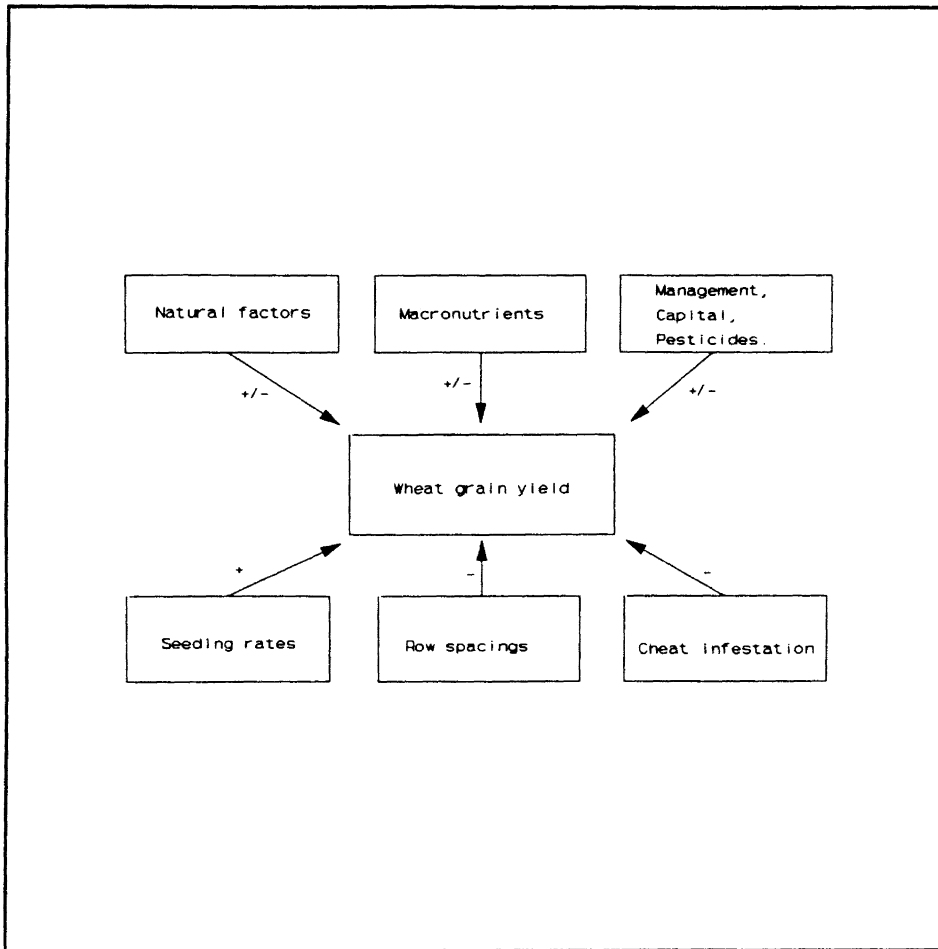 Natural factors
Macronutrients
Management,
Capital,
Pesticides.
+/-
+/-
+/-
Wheat grain yield
+
-
-
Seeding rates
Row spacings
Cheat infestation